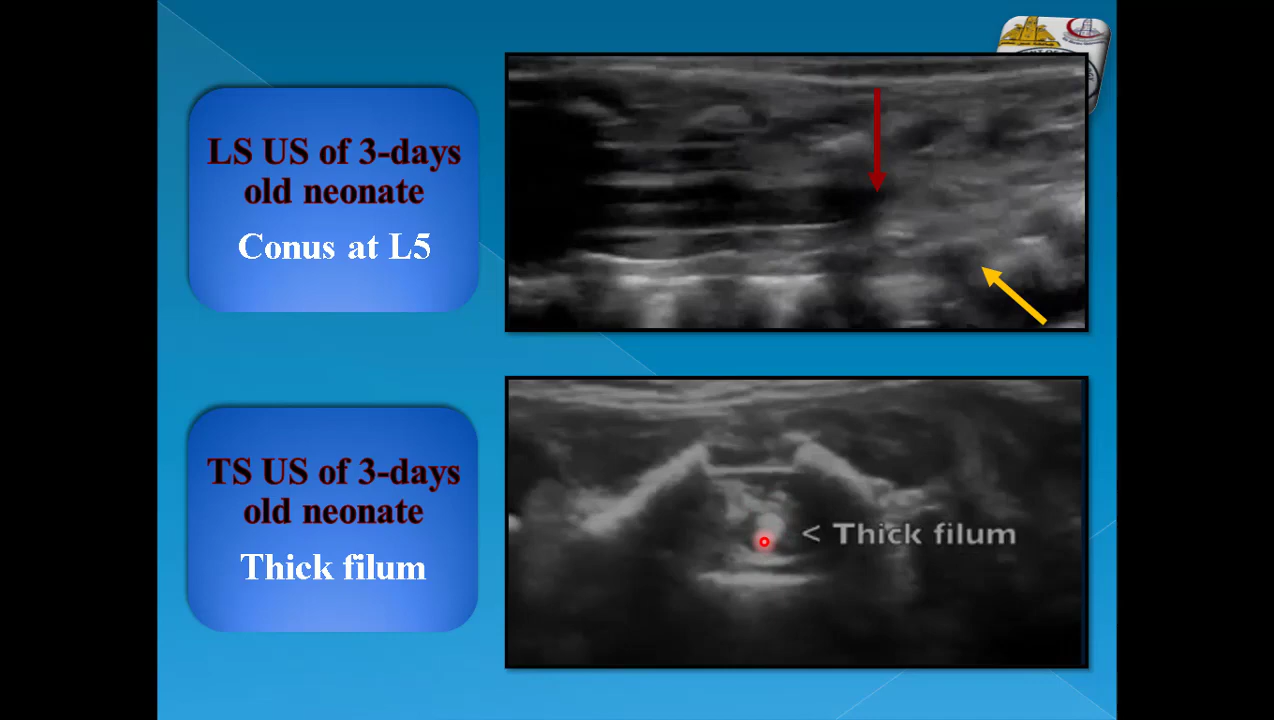 LS US of 3-days
old neonate
Conus at L5
TS US of 3-days
old neonate
Thick filum
< Thick filum